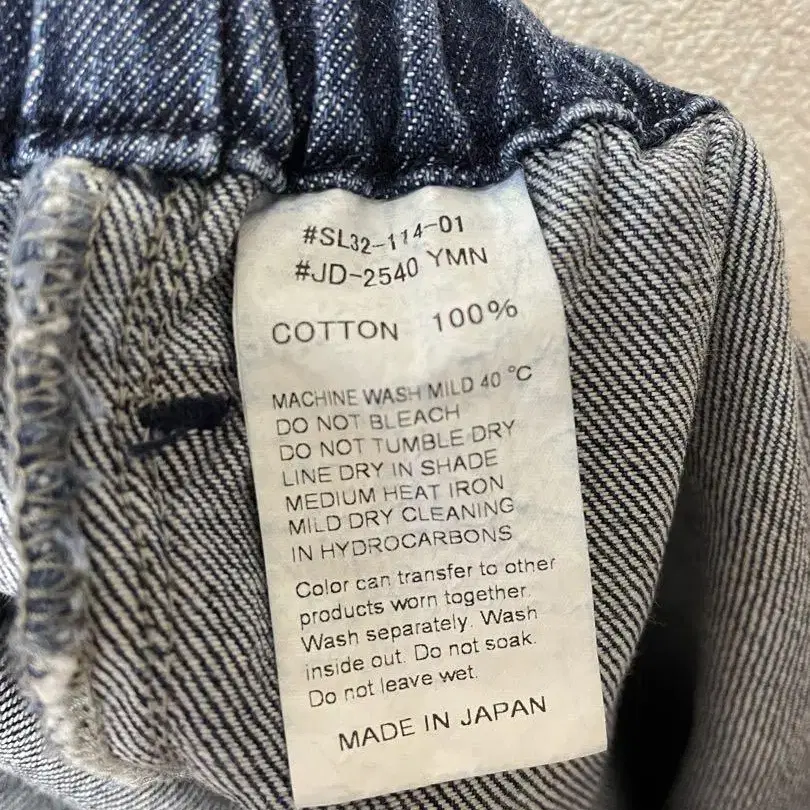 #SL32-114-01
#JD-2540 YMN
COTTON 100%
MACHINE WASH MILD 40 °C
DO NOT BLEACH
DO NOT TUMBLE DRY
LINE DRY IN SHADE
MEDIUM HEAT IRON
MILD DRY CLEANING
IN HYDROCARBONS
Color can transfer to other
products worn together.
Wash separately. Wash
inside out. Do not soak.
Do not leave wet.
MADE IN JAPAN